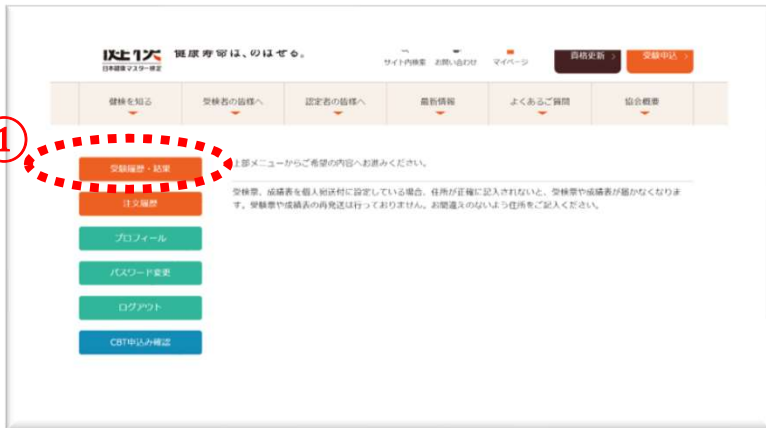 健康寿命は、のばせる。
日本健康マスター検定
サイト内検索 お問い合わせ マイページ
資格更新
受験申込
健検を知る 受検者の皆様へ 認定者の皆様へ 最新情報 よくあるご質問 協会概要
①
受験履歴・結果
上部メニューからご希望の内容へお進みください。
注文履歴
受検票、成績表を個人宛送付に設定している場合、住所が正確に記入されないと、受検票や成績表が届かなくなりま
す。受験票や成績表の再発送は行っておりません。お間違えのないよう住所をご記入ください。
プロフィール
パスワード変更
ログアウト
CBT申込み確認